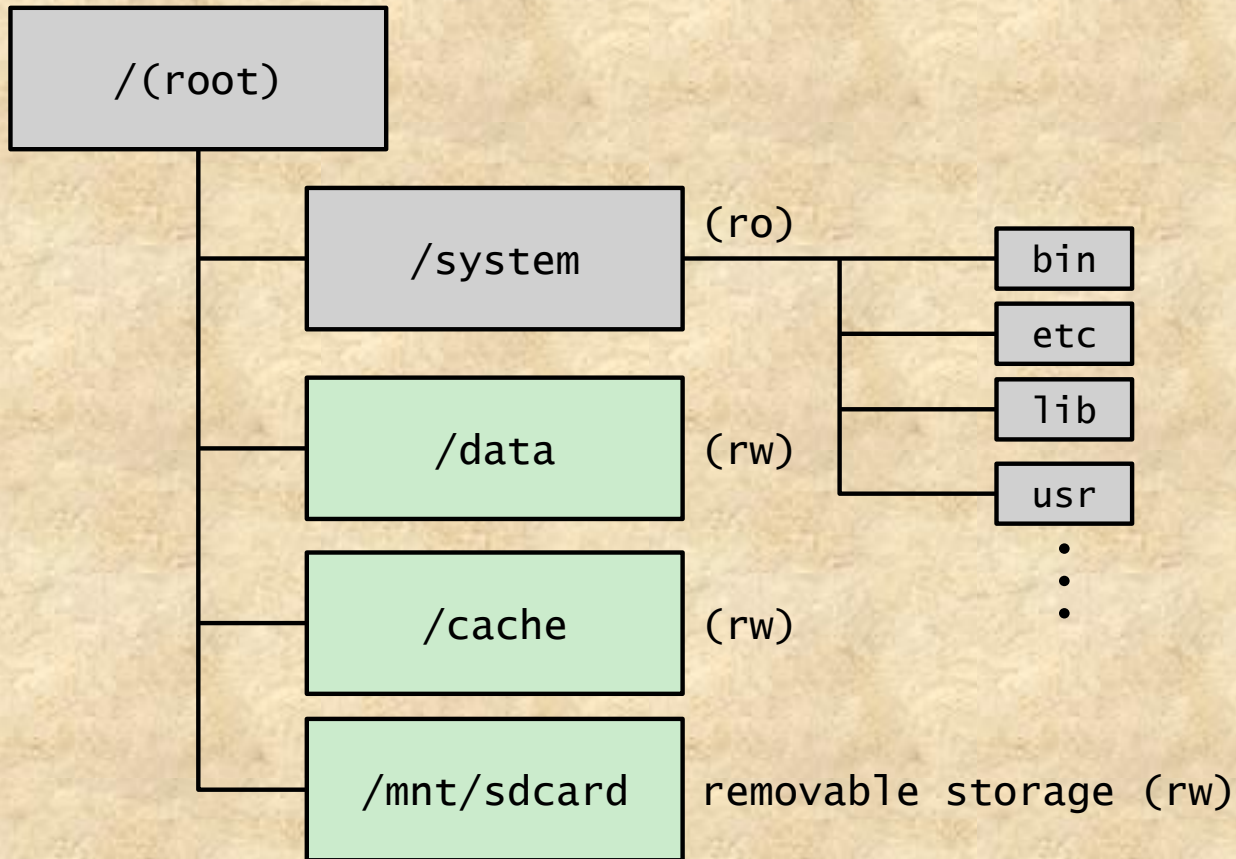 /(root)
/system
(ro)
bin
etc
lib
usr
/data
(rw)
/cache
(rw)
/mnt/sdcard
removable storage (rw)